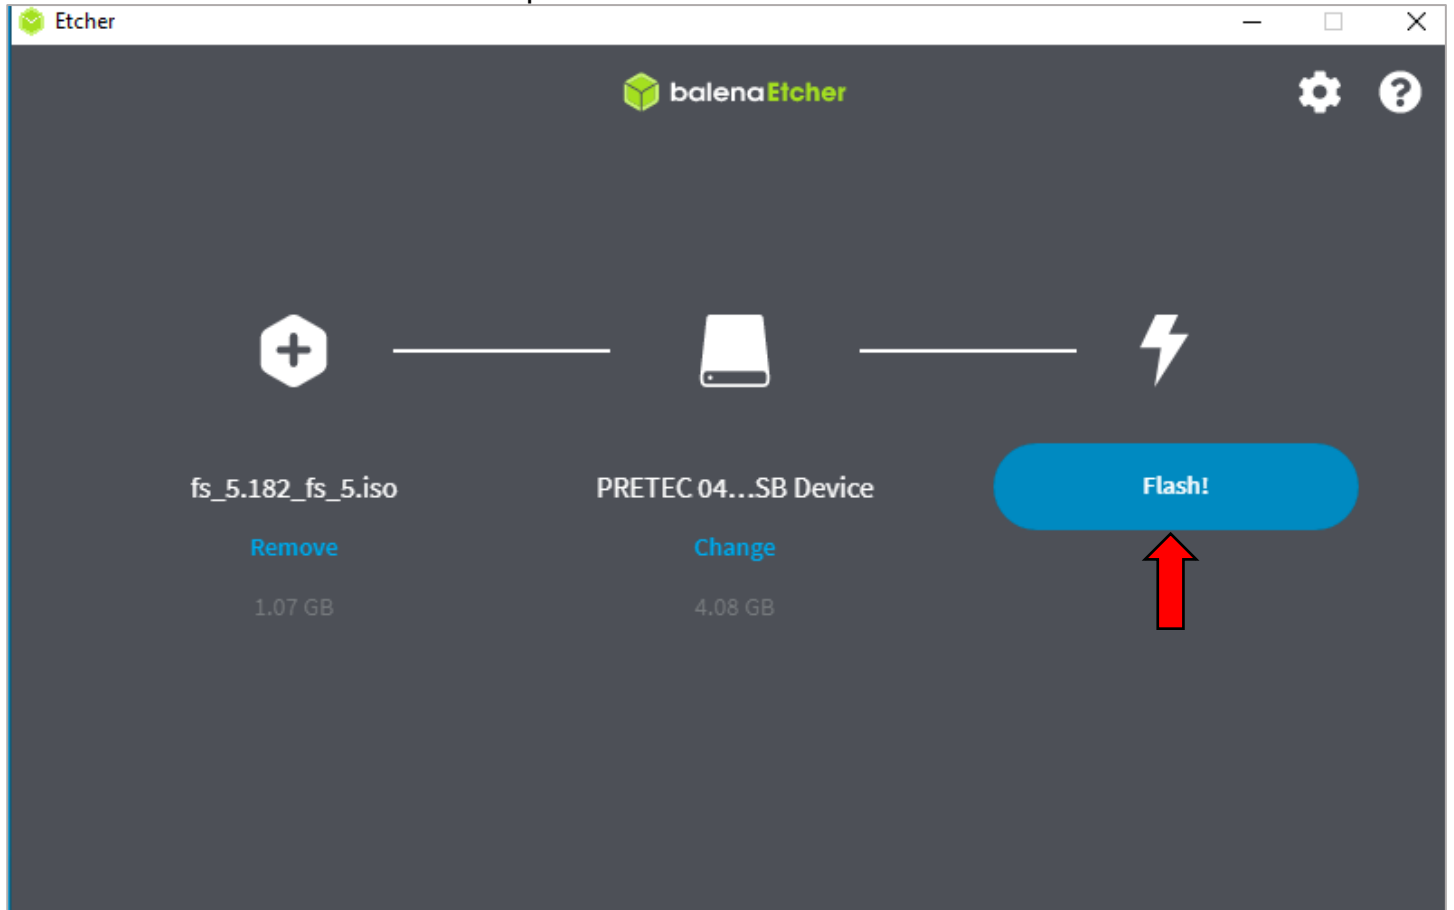 Etcher
balenaEtcher
fs_5.182_fs_5.iso
PRETEC 04...SB Device
Flash!
Remove
Change
1.07 GB
4.08 GB